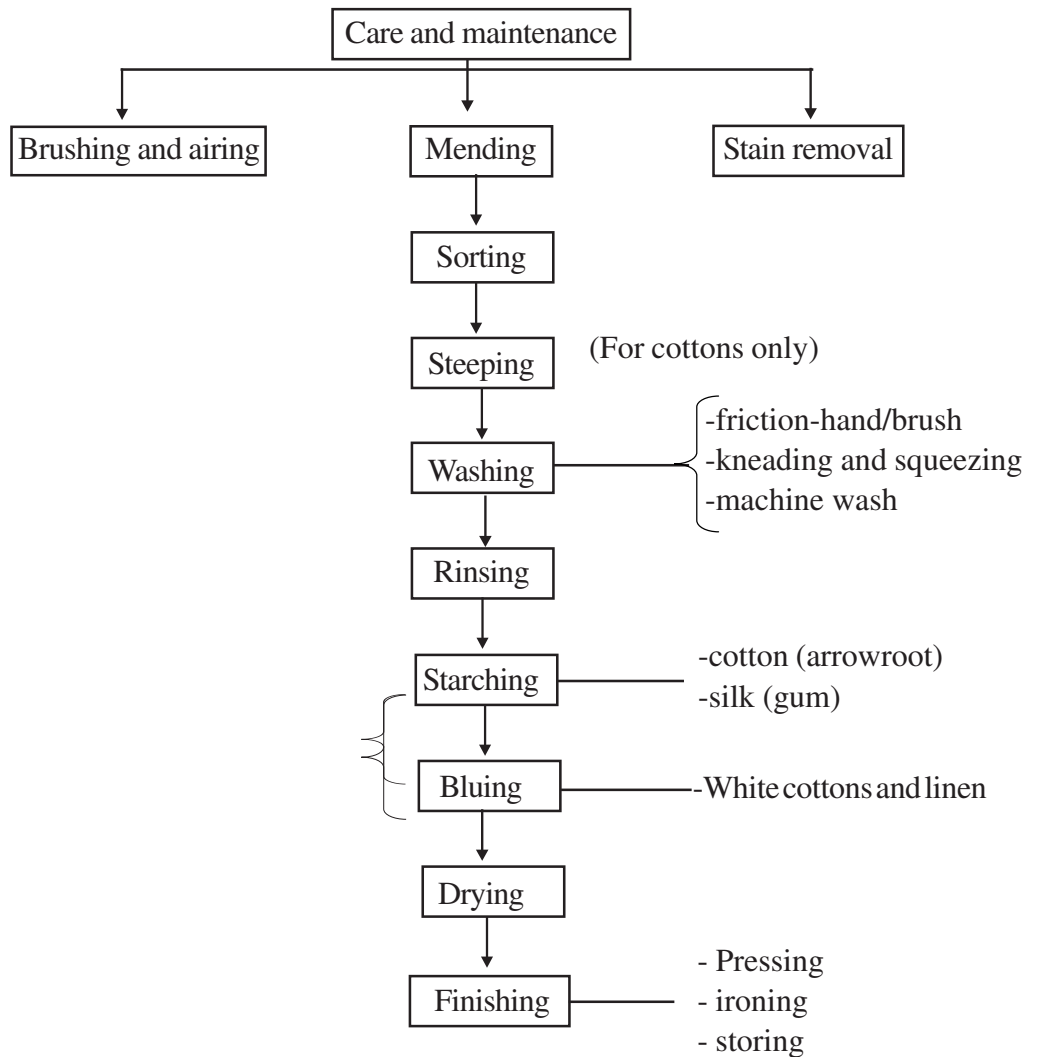 Care and maintenance
Brushing and airing
Mending
Stain removal
Sorting
Steeping
(For cottons only)
Washing
-friction-hand/brush
-kneading and squeezing
-machine wash
Rinsing
Starching
-cotton (arrowroot)
-silk (gum)
Bluing
-White cottons and linen
Drying
Finishing
- Pressing
- ironing
- storing